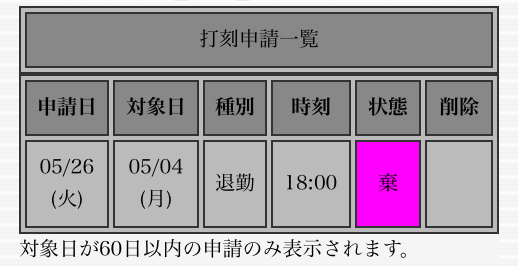 打刻申請一覧
申請日 対象日 種別 時刻 状態 削除
05/26 05/04
(火) (月) 退勤 18:00 棄
対象日が60日以内の申請のみ表示されます。